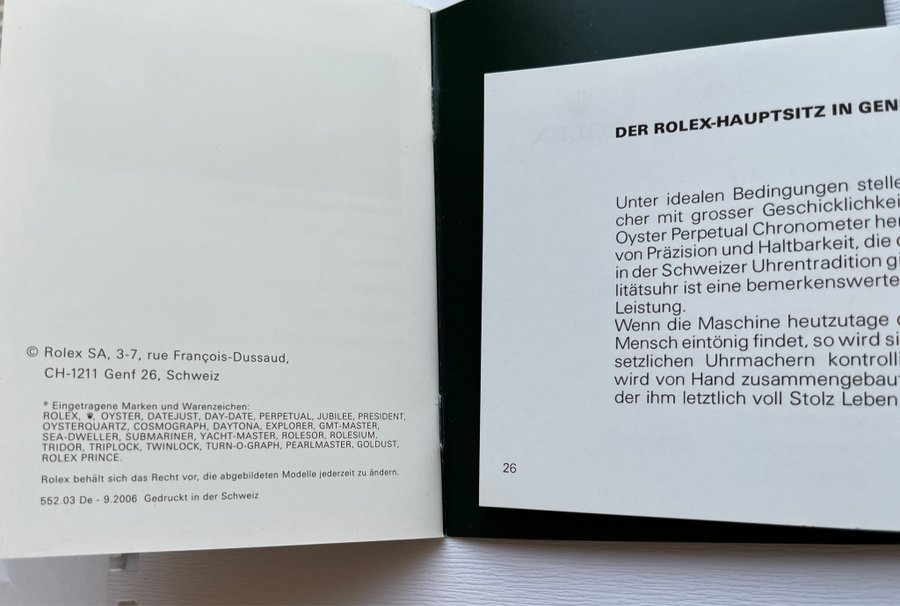 © Rolex SA, 3-7, rue François-Dussaud,
CH-1211 Genf 26, Schweiz
® Eingetragene Marken und Warenzeichen:
ROLEX, , OYSTER, DATEJUST, DAY-DATE, PERPETUAL, JUBILEE, PRESIDENT,
OYSTERQUARTZ, COSMOGRAPH, DAYTONA, EXPLORER, GMT-MASTER,
SEA-DWELLER, SUBMARINER, YACHT-MASTER, ROLESOR, ROLESIUM,
TRIDOR, TRIPLOCK, TWINLOCK, TURN-O-GRAPH, PEARLMASTER, GOLDUST,
ROLEX PRINCE.
Rolex behält sich das Recht vor, die abgebildeten Modelle jederzeit zu ändern.
552.03 De - 9.2006 Gedruckt in der Schweiz
DER ROLEX-HAUPTSITZ IN GEN
Unter idealen Bedingungen stelle
cher mit grosser Geschicklichkei
Oyster Perpetual Chronometer her
von Präzision und Haltbarkeit, die
in der Schweizer Uhrentradition gi
litätsuhr ist eine bemerkenswerte
Leistung.
Wenn die Maschine heutzutage
Mensch eintönig findet, so wird si
setzlichen Uhrmachern kontrolli
wird von Hand zusammengebaut
der ihm letztlich voll Stolz Leben
26